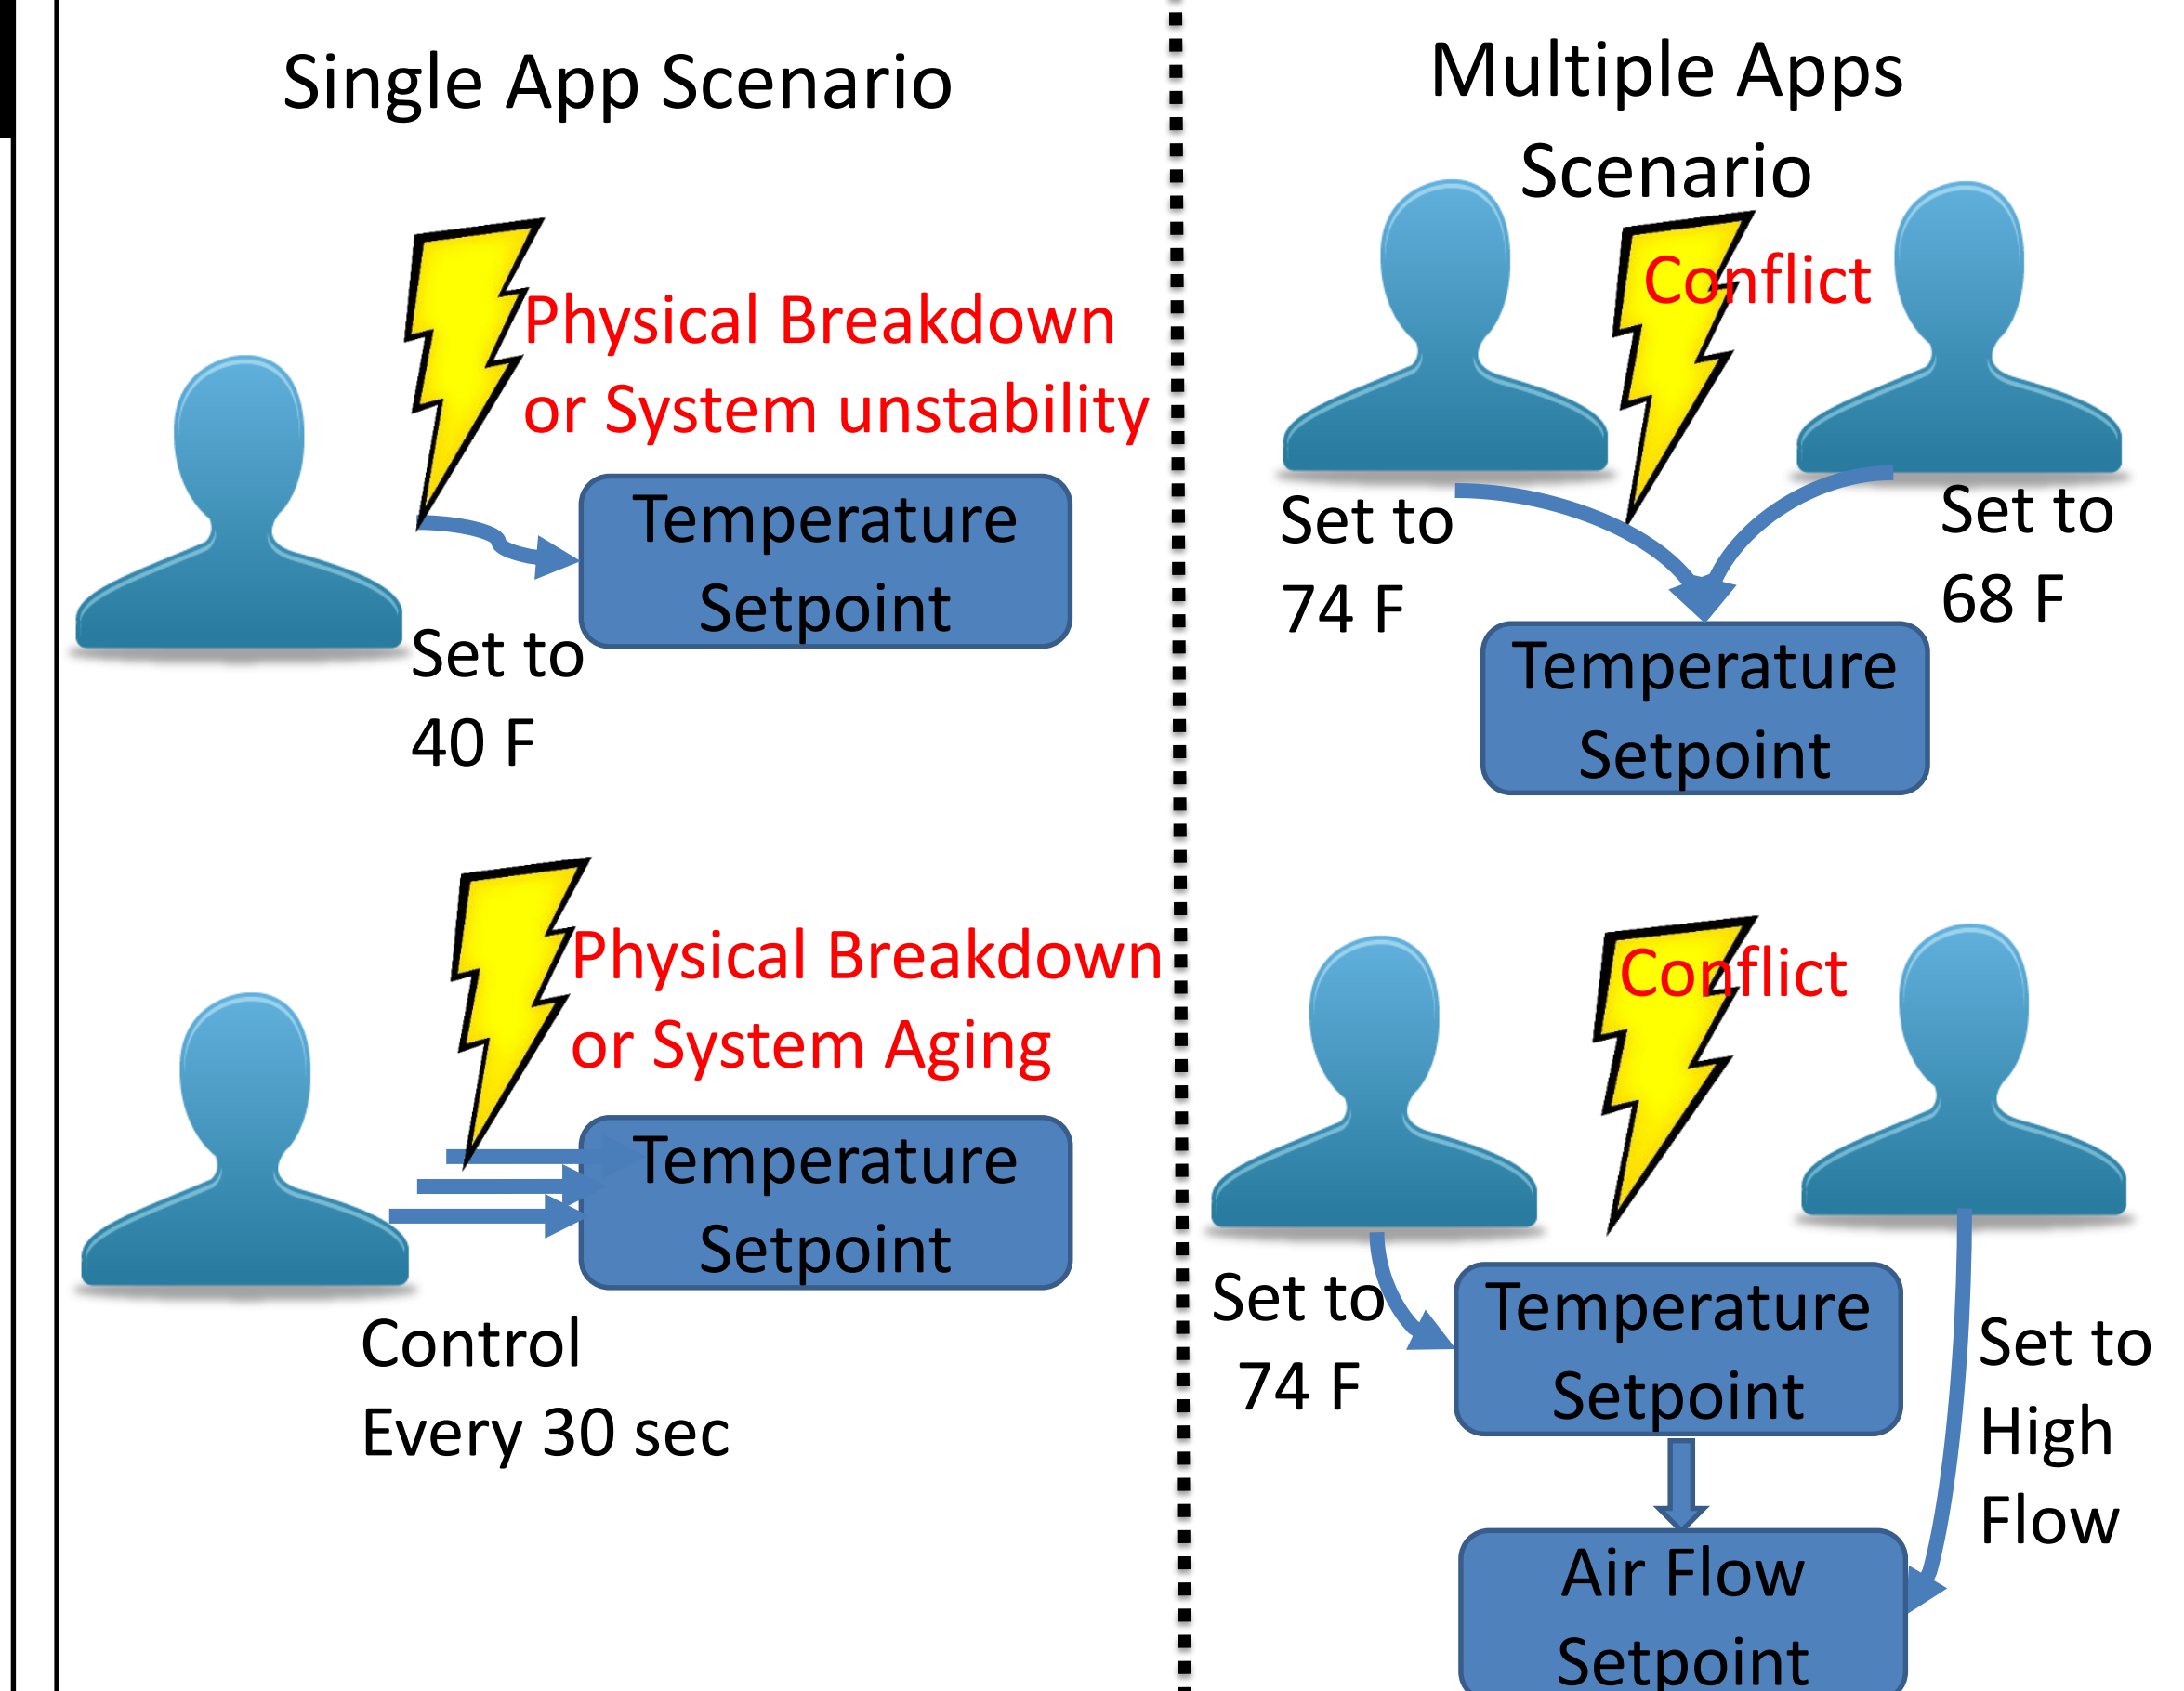 Single App Scenario
Physical Breakdown
or System unstability
Temperature
Setpoint
Set to
40 F
Physical Breakdown
or System Aging
Temperature
Setpoint
Control
Every 30 sec
Multiple Apps
Scenario
Conflict
Set to
74 F
Set to
68 F
Temperature
Setpoint
Conflict
Set to
74 F
Temperature
Setpoint
Set to
High
Flow
Air Flow
Setpoint